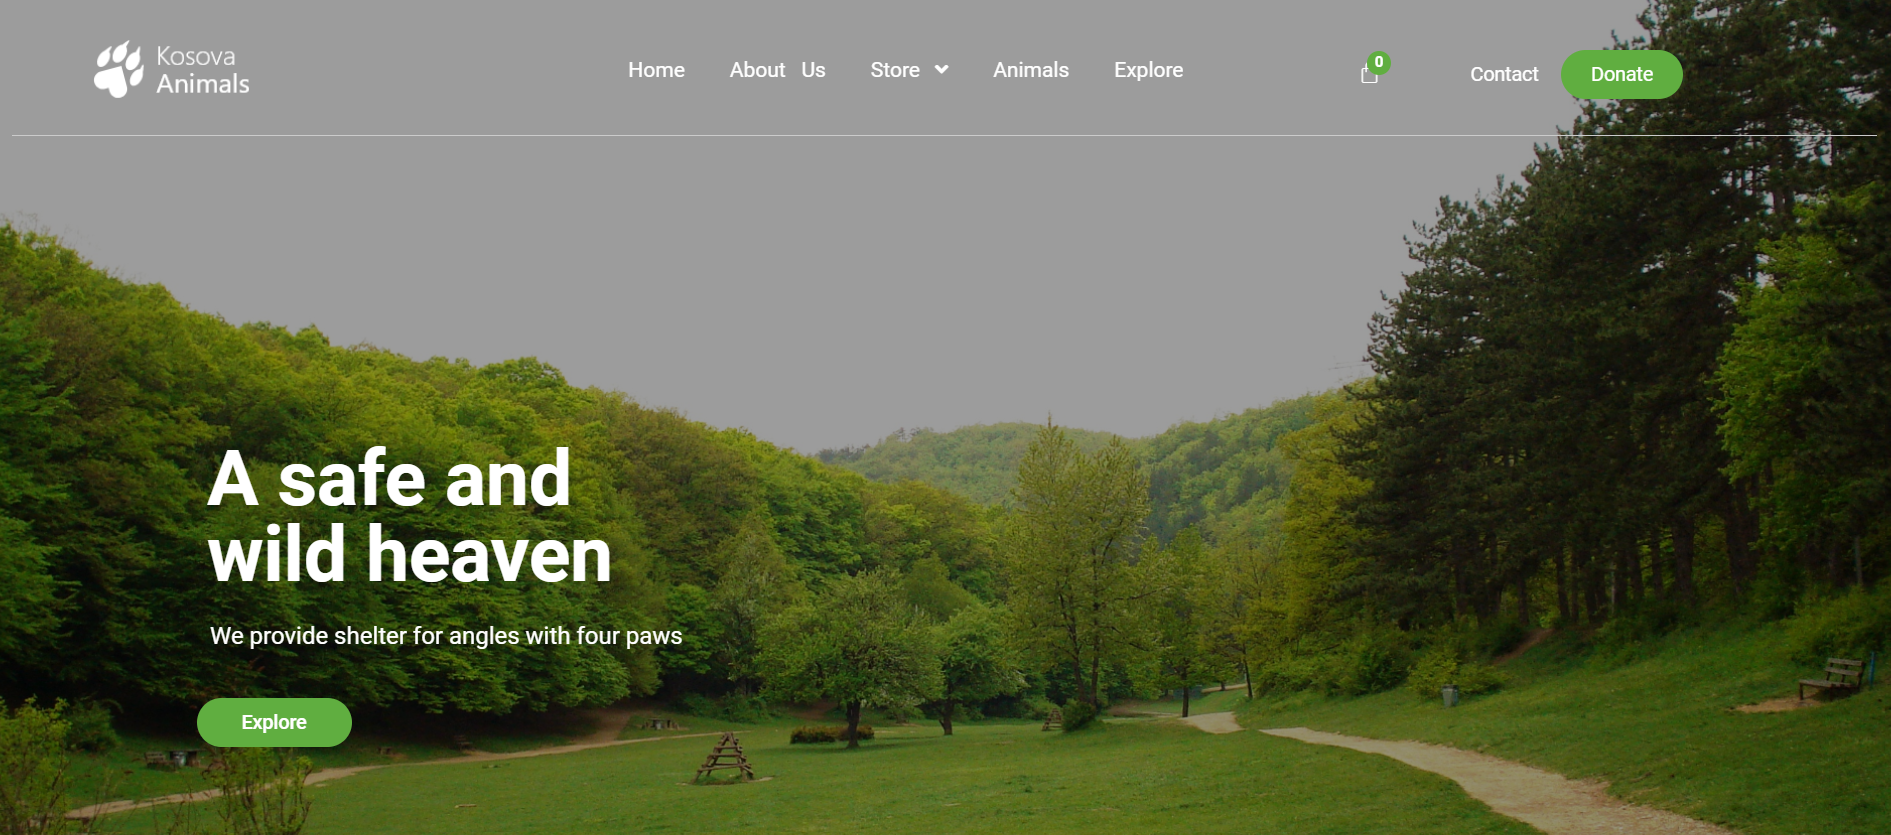 Kosova
Animals
Home
About Us
Store
Animals
Explore
0
Contact
Donate
A safe and
wild heaven
We provide shelter for angles with four paws
Explore